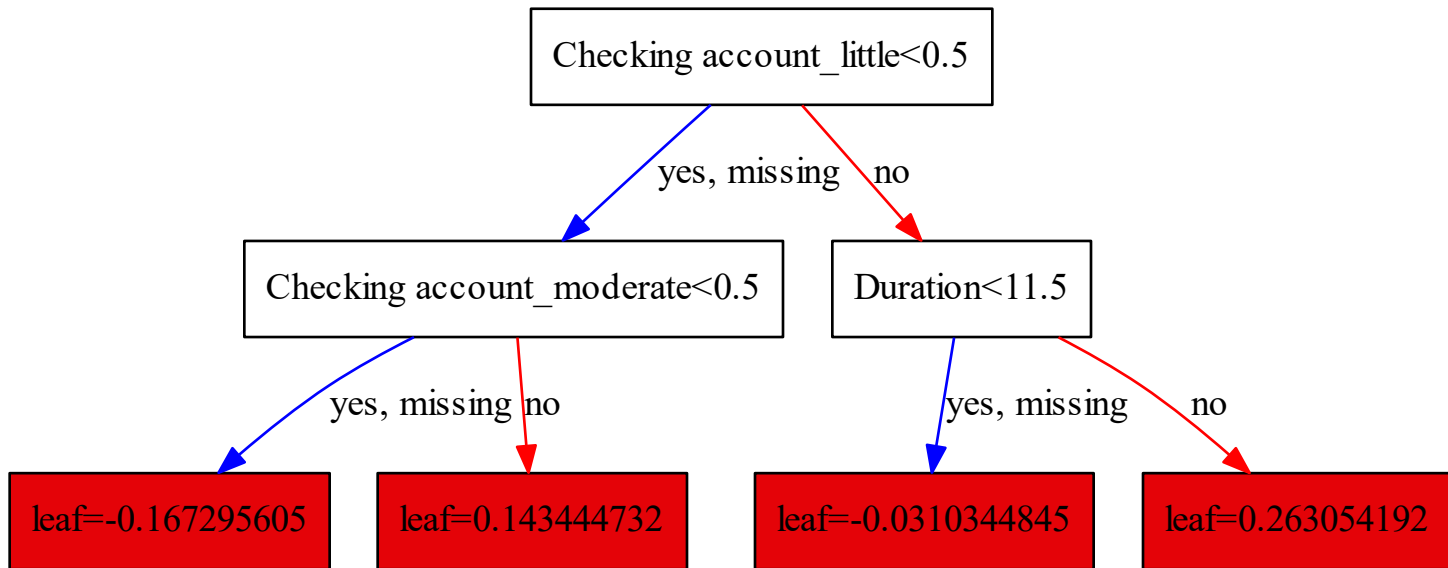 Checking account_little<0.5
yes, missing
no
Checking account_moderate<0.5
Duration<11.5
yes, missing
no
yes, missing
no
leaf=-0.167295605
leaf=0.143444732
leaf=-0.0310344845
leaf=0.263054192